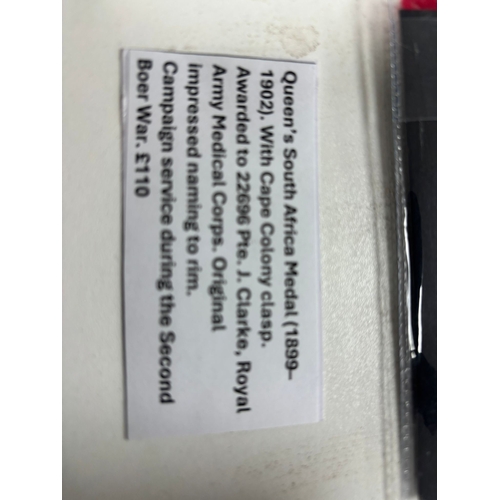 Queen's South Africa Medal (1899–
1902). With Cape Colony clasp.
Awarded to 22696 Pte. J. Clarke, Royal
Army Medical Corps. Original
impressed naming to rim.
Campaign service during the Second
Boer War. £110